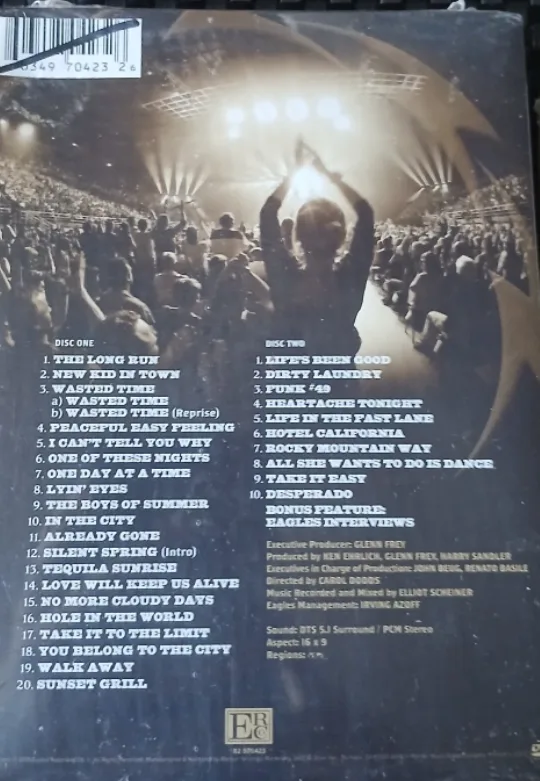 0349 70423 2
DISC ONE
1. THE LONG RUN
2. NEW KID IN TOWN
3. WASTED TIME
a) WASTED TIME
b) WASTED TIME (Reprise)
4. PEACEFUL EASY FEELING
5. I CAN'T TELL YOU WHY
6. ONE OF THESE NIGHTS
7. ONE DAY AT A TIME
8. LYIN' EYES
9. THE BOYS OF SUMMER
10. IN THE CITY
11. ALREADY GONE
12. SILENT SPRING (Intro)
13. TEQUILA SUNRISE
14. LOVE WILL KEEP US ALIVE
15. NO MORE CLOUDY DAYS
16. HOLE IN THE WORLD
17. TAKE IT TO THE LIMIT
18. YOU BELONG TO THE CITY
19. WALK AWAY
20. SUNSET GRILL
DISC TWO
1. LIFE'S BEEN GOOD
2. DIRTY LAUNDRY
3. FUNK #49
4. HEARTACHE TONIGHT
5. LIFE IN THE FAST LANE
6. HOTEL CALIFORNIA
7. ROCKY MOUNTAIN WAY
8. ALL SHE WANTS TO DO IS DANCE
9. TAKE IT EASY
10. DESPERADO
BONUS FEATURE:
EAGLES INTERVIEWS
Executive Producer: GLENN FREY
Produced by KEN EHRLICH, GLENN FREY, HARRY SANDLER
Executives in Charge of Production: JOHN BEUG, RENATO BASILE
Directed by CAROL DODDS
Music Recorded and Mixed by ELLIOT SCHEINER
Eagles Management: IRVING AZOFF
Sound: DTS 5.1 Surround / PCM Stereo
Aspect: 16 x 9
Regions:
ERC